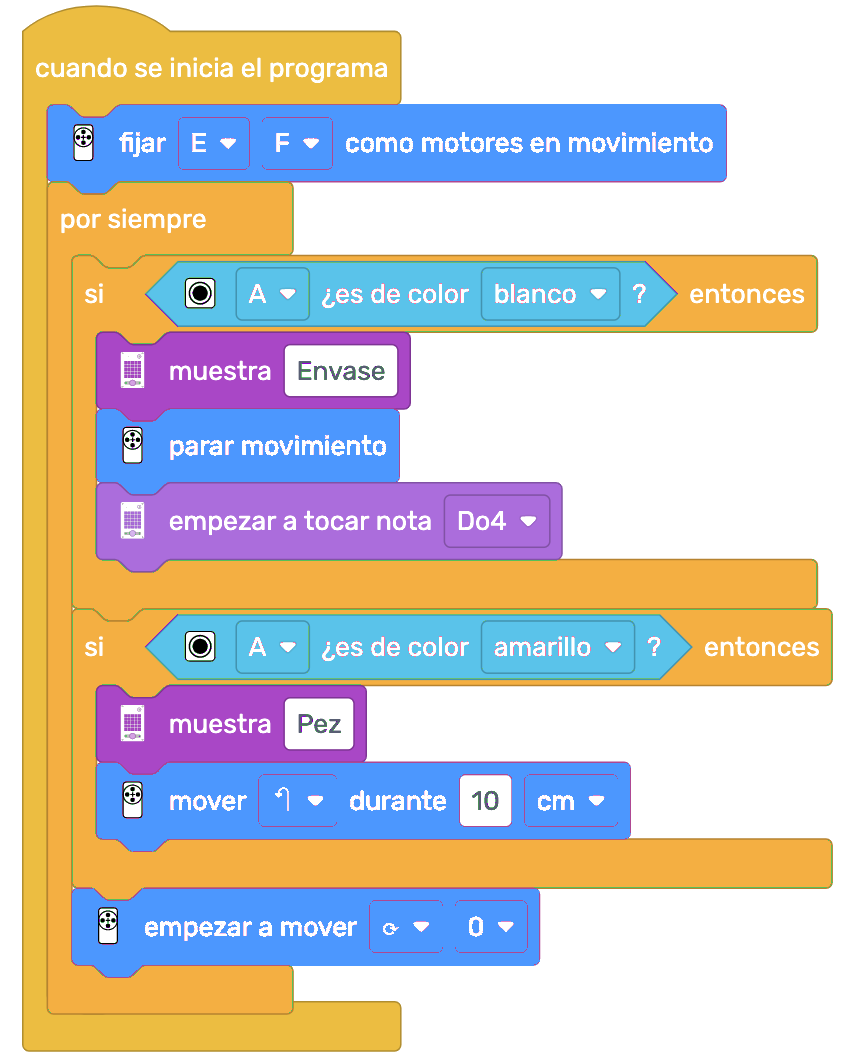 cuando se inicia el programa
fijar E F como motores en movimiento
por siempre
si A ¿es de color blanco ? entonces
muestra Envase
parar movimiento
empezar a tocar nota Do4
si A ¿es de color amarillo ? entonces
muestra Pez
mover durante 10 cm
empezar a mover 0